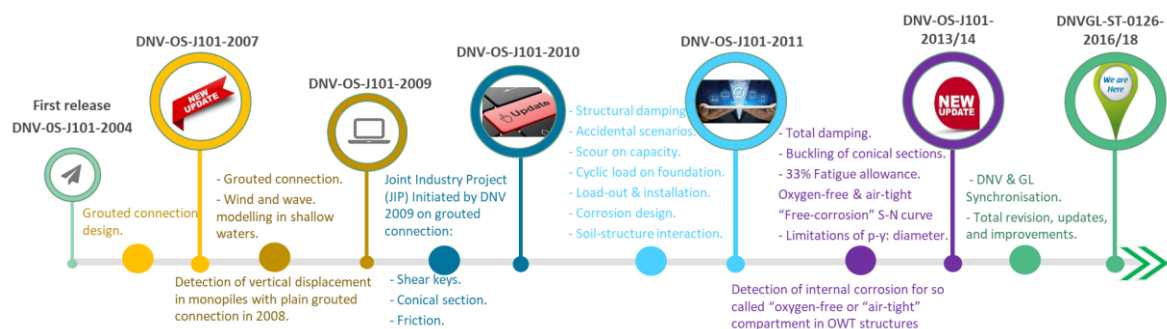 First release
DNV-0S-J101-2004
Grouted connection
design.
DNV-OS-J101-2007
NEW
UPDATE
- Grouted connection.
- Wind and wave.
modelling in shallow
waters.
Detection of vertical displacement
in monopiles with plain grouted
connection in 2008.
DNV-OS-J101-2009
Joint Industry Project
(JIP) Initiated by DNV
2009 on grouted
connection:
- Shear keys.
- Conical section.
- Friction.
DNV-OS-J101-2010
Update
- Structural damping
- Accidental scenarios.
- Scour on capacity.
- Cyclic load on foundation.
- Load-out & installation.
- Corrosion design.
- Soil-structure interaction.
DNV-OS-J101-2011
- Total damping.
- Buckling of conical sections.
- 33% Fatigue allowance.
Oxygen-free & air-tight
“Free-corrosion” S-N curve
- Limitations of p-y: diameter.
Detection of internal corrosion for so
called “oxygen-free or “air-tight”
compartment in OWT structures
DNV-OS-J101-
2013/14
NEW
UPDATE
- DNV & GL
Synchronisation.
- Total revision, updates,
and improvements.
DNVGL-ST-0126-
2016/18
We are
Here